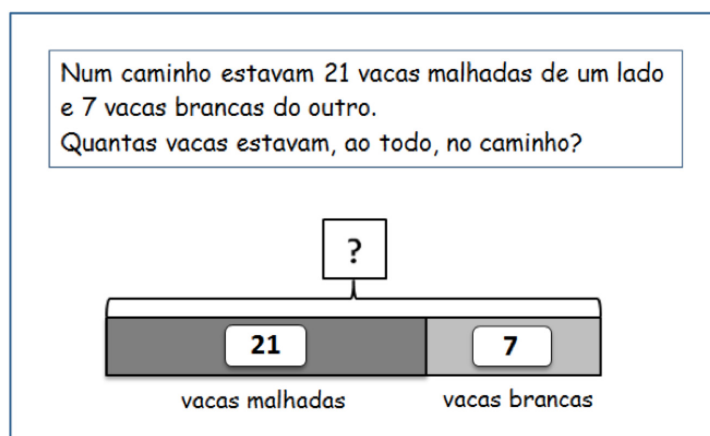 Num caminho estavam 21 vacas malhadas de um lado
e 7 vacas brancas do outro.
Quantas vacas estavam, ao todo, no caminho?
?
21
7
vacas malhadas
vacas brancas